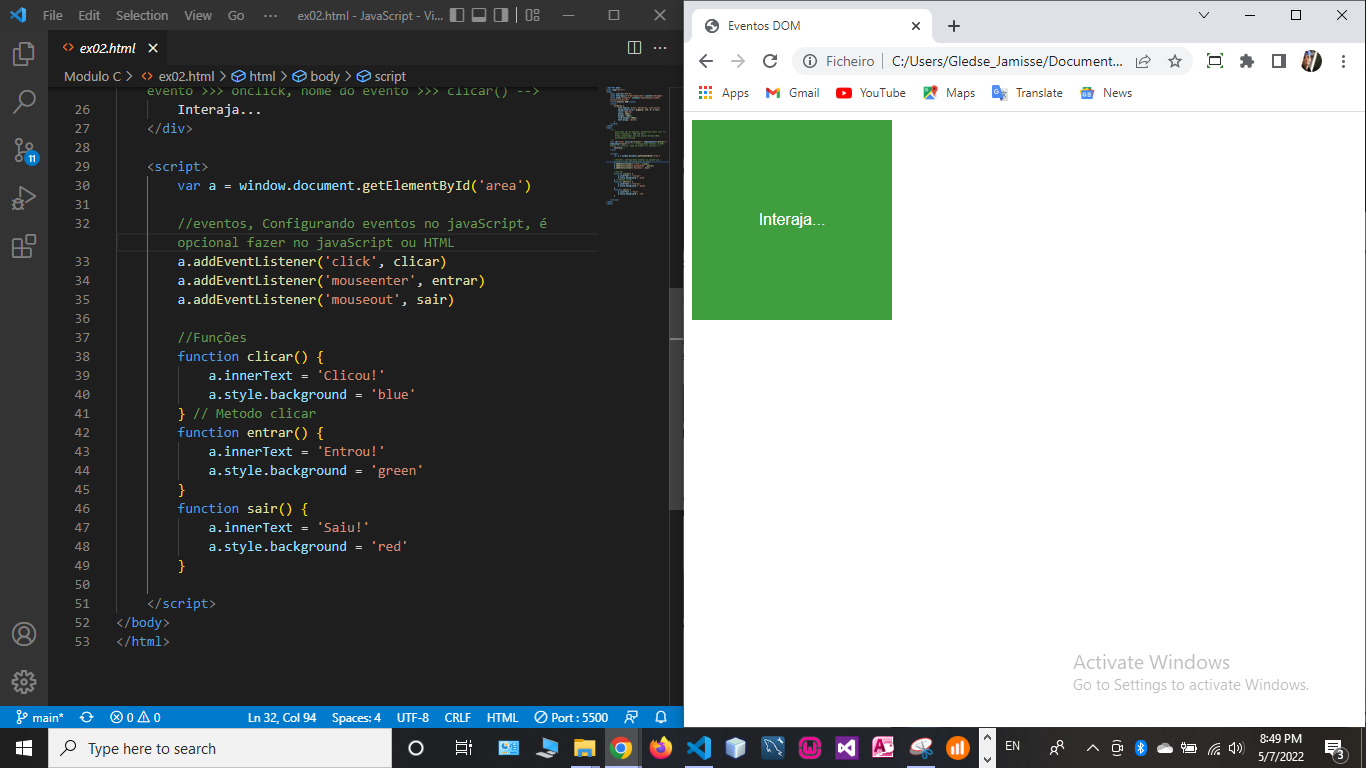 File Edit Selection View Go ··· ex02.html - JavaScript - Vi...
ex02.html
Modulo C > ex02.html > html > body > script
evento >>> onclick, nome do evento >>> clicar() -->
26 Interaja...
27 </div>
28
29 <script>
30 var a = window.document.getElementById('area')
31
32 //eventos, Configurando eventos no javaScript, é
opcional fazer no javaScript ou HTML
33 a.addEventListener('click', clicar)
34 a.addEventListener('mouseenter', entrar)
35 a.addEventListener('mouseout', sair)
36
37 //Funções
38 function clicar() {
39 a.innerText = 'Clicou!'
40 a.style.background = 'blue'
41 } // Metodo clicar
42 function entrar() {
43 a.innerText = 'Entrou!'
44 a.style.background = 'green'
45 }
46 function sair() {
47 a.innerText = 'Saiu!'
48 a.style.background = 'red'
49 }
50
51 </script>
52 </body>
53 </html>
11
main* 0 0 Ln 32, Col 94 Spaces: 4 UTF-8 CRLF HTML Port : 5500
Eventos DOM
Ficheiro C:/Users/Gledse_Jamisse/Document...
Apps Gmail YouTube Maps Translate News
Interaja...
Activate Windows
Go to Settings to activate Windows.
Type here to search
EN
8:49 PM
5/7/2022
3